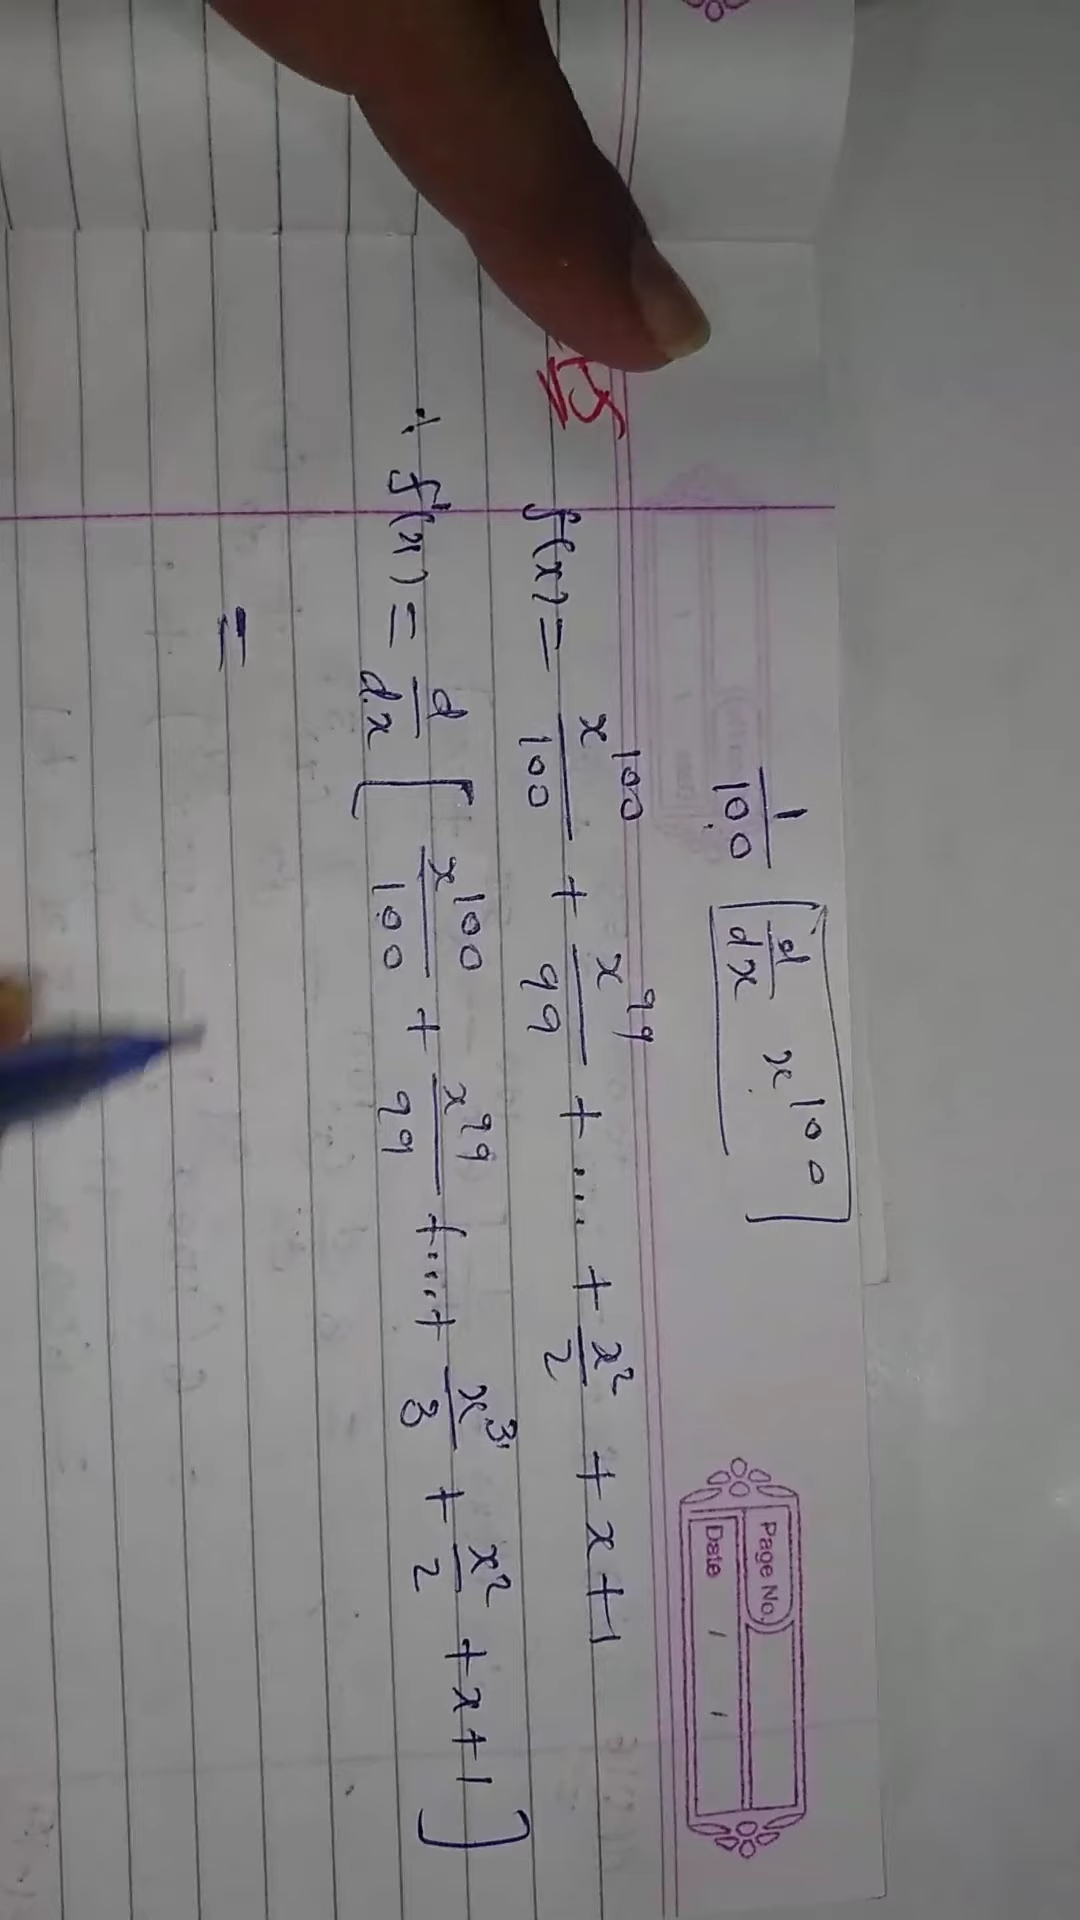 1/100 [d/dx x^100]
Page No.
Date / /
f(x) = x^100/100 + x^99/99 + ... + x^2/2 + x + 1
∴ f'(x) = d/dx [x^100/100 + x^99/99 + .... + x^3/3 + x^2/2 + x + 1]
=